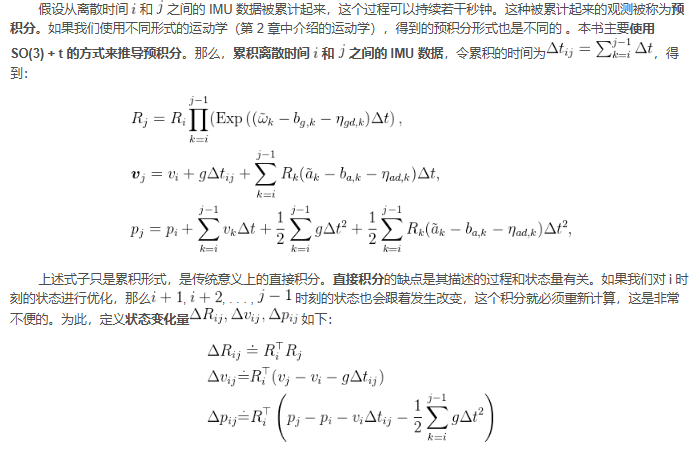 假设从离散时间 i 和 j 之间的 IMU 数据被累计起来，这个过程可以持续若干秒钟。这种被累计起来的观测被称为预
积分。如果我们使用不同形式的运动学（第 2 章中介绍的运动学），得到的预积分形式也是不同的 。本书主要使用
SO(3) + t 的方式来推导预积分。那么，累积离散时间 i 和 j 之间的 IMU 数据，令累积的时间为 \Delta t_{ij} = \sum_{k=i}^{j-1} \Delta t，得
到：
R_j = R_i \prod_{k=i}^{j-1} (\mathrm{Exp}((\tilde{\omega}_k - b_{g,k} - \eta_{gd,k})\Delta t),
\boldsymbol{v}_j = v_i + g\Delta t_{ij} + \sum_{k=i}^{j-1} R_k(\tilde{a}_k - b_{a,k} - \eta_{ad,k})\Delta t,
p_j = p_i + \sum_{k=i}^{j-1} v_k\Delta t + \frac{1}{2}\sum_{k=i}^{j-1} g\Delta t^2 + \frac{1}{2}\sum_{k=i}^{j-1} R_k(\tilde{a}_k - b_{a,k} - \eta_{ad,k})\Delta t^2,
上述式子只是累积形式，是传统意义上的直接积分。直接积分的缺点是其描述的过程和状态量有关。如果我们对 i 时
刻的状态进行优化，那么 i + 1, i + 2, . . . , j − 1 时刻的状态也会跟着发生改变，这个积分就必须重新计算，这是非常
不便的。为此，定义状态变化量 \Delta R_{ij}, \Delta v_{ij}, \Delta p_{ij} 如下：
\Delta R_{ij} \doteq R_i^\top R_j
\Delta v_{ij} \doteq R_i^\top (v_j - v_i - g\Delta t_{ij})
\Delta p_{ij} \doteq R_i^\top \left( p_j - p_i - v_i\Delta t_{ij} - \frac{1}{2}\sum_{k=i}^{j-1} g\Delta t^2 \right)